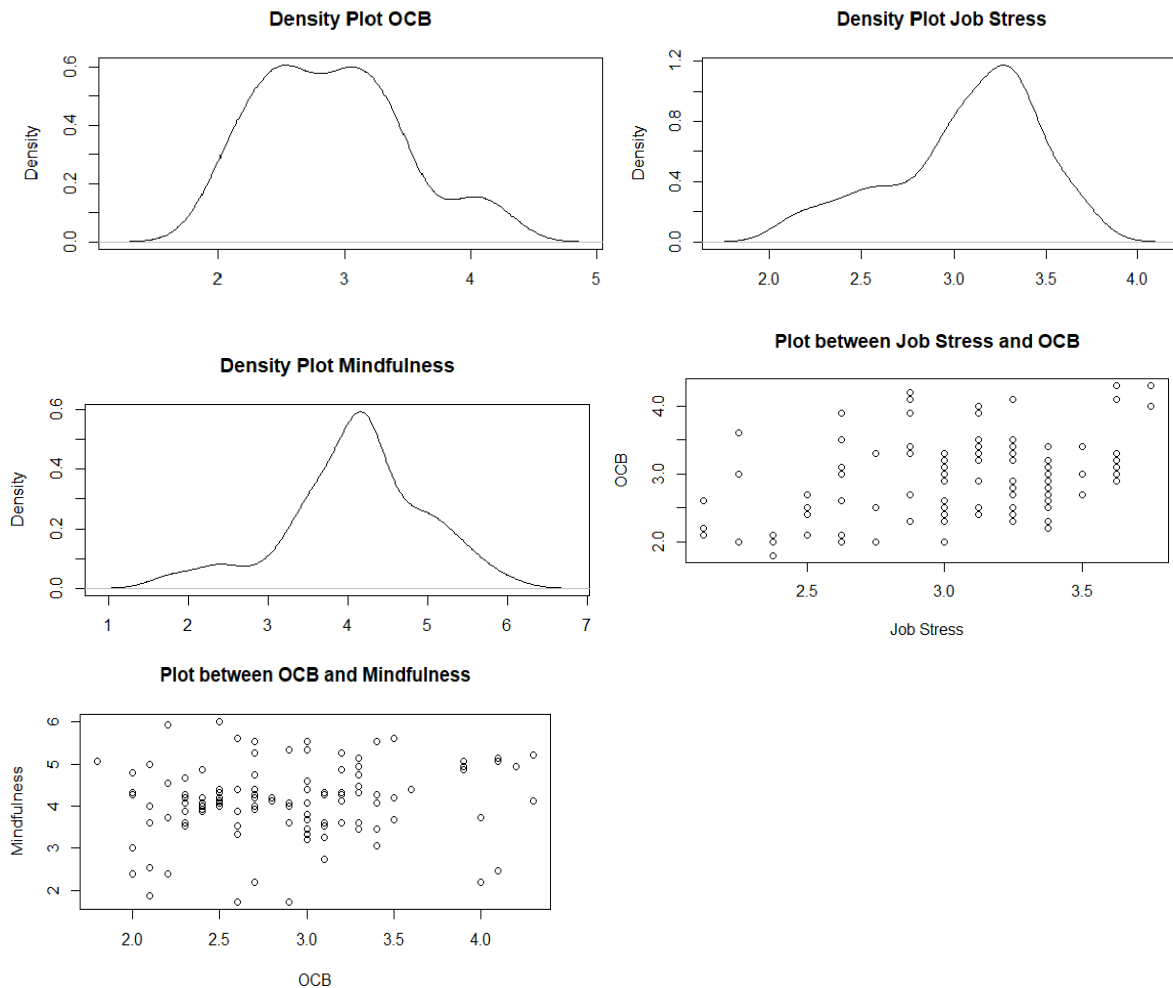 Density Plot OCB
Density
0.0 0.2 0.4 0.6
2 3 4 5
Density Plot Job Stress
Density
0.0 0.4 0.8 1.2
2.0 2.5 3.0 3.5 4.0
Density Plot Mindfulness
Density
0.0 0.2 0.4 0.6
1 2 3 4 5 6 7
Plot between Job Stress and OCB
OCB
2.0 3.0 4.0
2.5 3.0 3.5
Job Stress
Plot between OCB and Mindfulness
Mindfulness
2 3 4 5 6
2.0 2.5 3.0 3.5 4.0
OCB